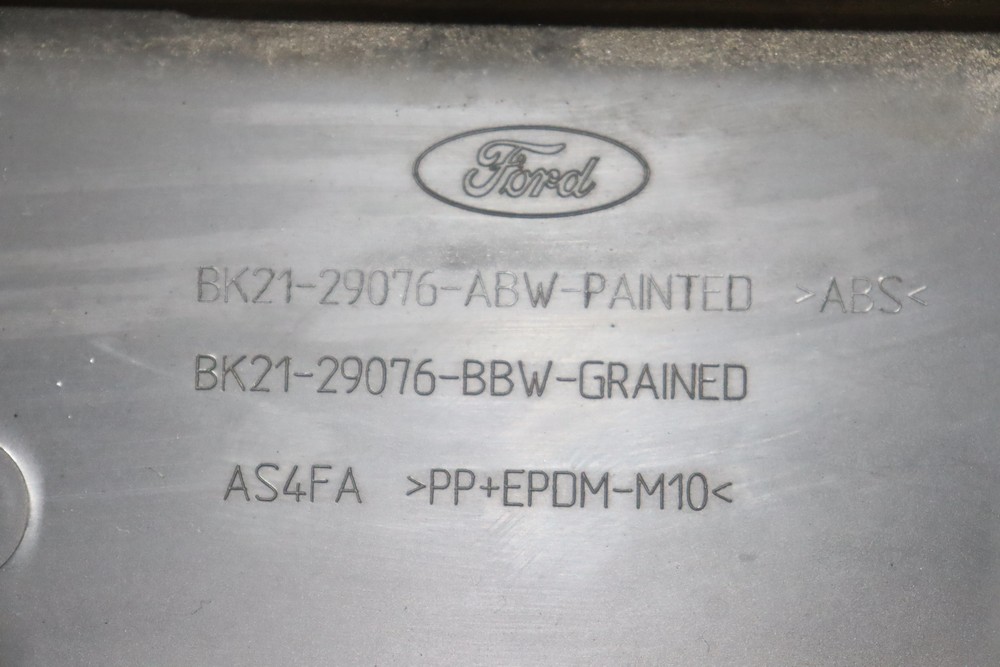 Ford
BK21-29076-ABW-PAINTED >ABS<
BK21-29076-BBW-GRAINED
AS4FA >PP+EPDM-M10<